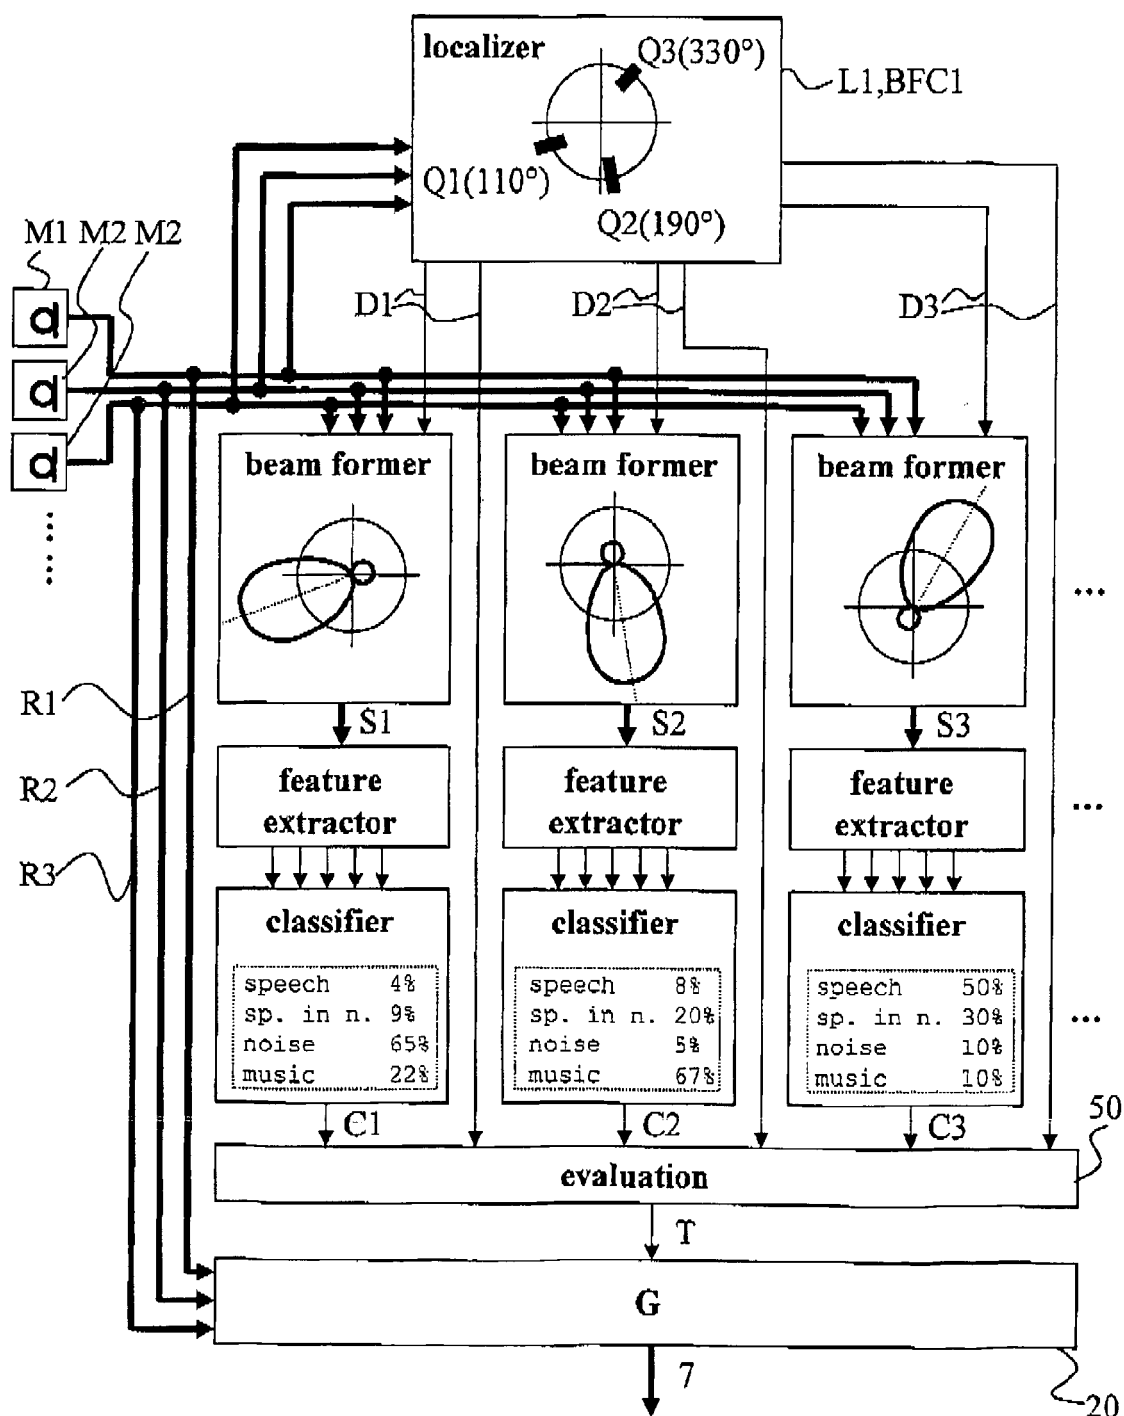 localizer
Q3(330°)
L1,BFC1
Q1(110°)
Q2(190°)
M1 M2 M2
D1
D2
D3
beam former
beam former
beam former
...
R1
S1
S2
S3
R2
feature
extractor
feature
extractor
feature
extractor
...
R3
classifier
speech 4%
sp. in n. 9%
noise 65%
music 22%
classifier
speech 8%
sp. in n. 20%
noise 5%
music 67%
classifier
speech 50%
sp. in n. 30%
noise 10%
music 10%
...
C1
C2
C3
50
evaluation
T
G
7
20